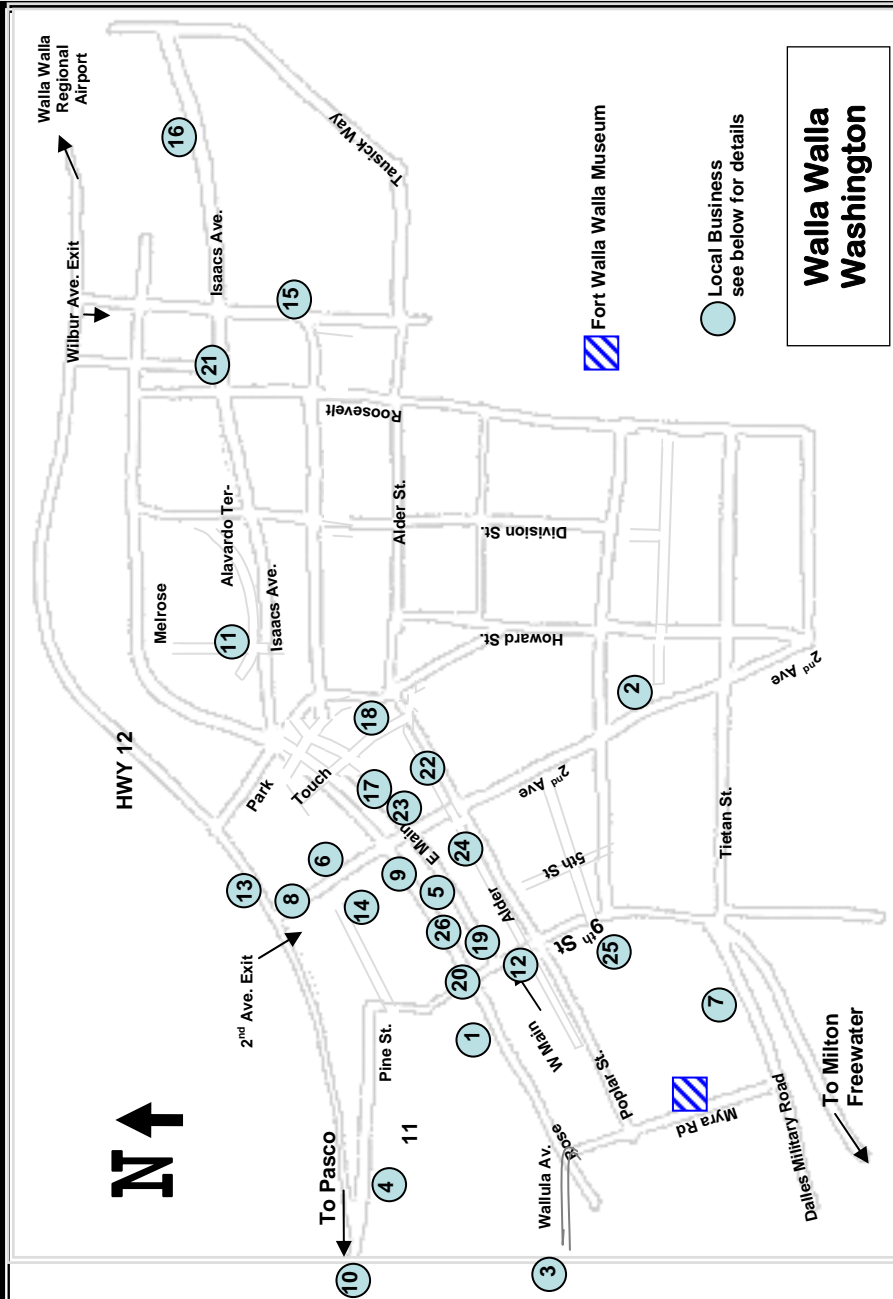 Walla Walla
Regional
Airport
16
Wilbur Ave. Exit
Isaacs Ave.
Tausick Way
15
21
Roosevelt
Fort Walla Walla Museum
Local Business
see below for details
Walla Walla
Washington
HWY 12
Melrose
Alavardo Ter-
11
Isaacs Ave.
Alder St.
Division St.
Howard St.
2nd Ave
2
18
Park
Touch
17
22
23
E Main
2nd Ave
24
5th St
Alder
Tietan St.
13
8
6
9
14
5
26
19
20
12
9th St
25
2nd Ave. Exit
N
Pine St.
1
W Main
7
To Pasco
11
4
10
Wallula Av.
Rose
Poplar St.
Myra Rd
Dalles Military Road
To Milton
Freewater
3